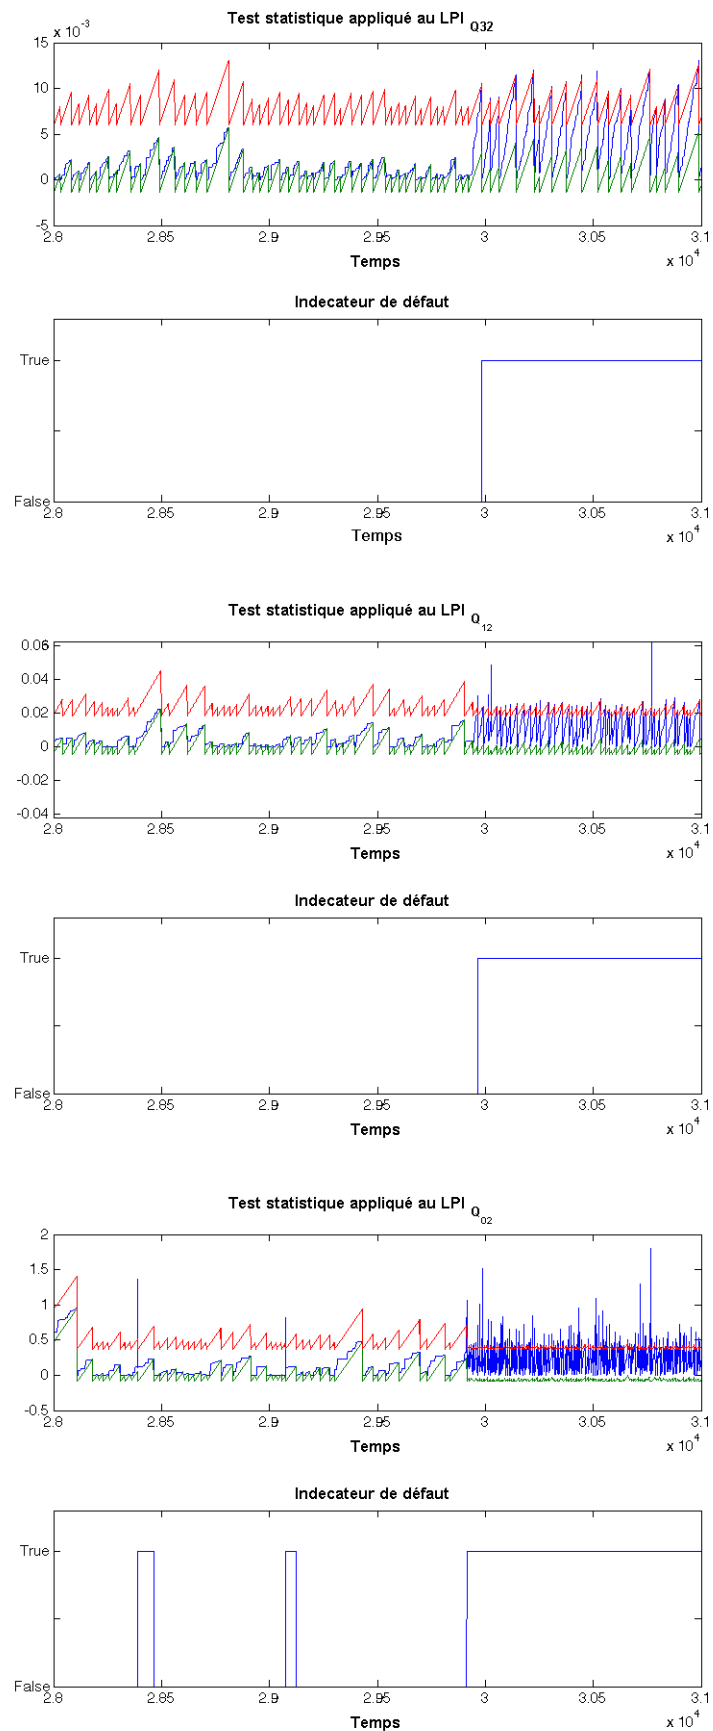 Test statistique appliqué au LPI Q32
x 10^-3
15
10
5
0
-5
2.8 2.85 2.9 2.95 3 3.05 3.1
Temps
x 10^4
Indecateur de défaut
True
False
2.8 2.85 2.9 2.95 3 3.05 3.1
Temps
x 10^4
Test statistique appliqué au LPI Q12
0.06
0.04
0.02
0
-0.02
-0.04
2.8 2.85 2.9 2.95 3 3.05 3.1
Temps
x 10^4
Indecateur de défaut
True
False
2.8 2.85 2.9 2.95 3 3.05 3.1
Temps
x 10^4
Test statistique appliqué au LPI Q02
2
1.5
1
0.5
0
-0.5
2.8 2.85 2.9 2.95 3 3.05 3.1
Temps
x 10^4
Indecateur de défaut
True
False
2.8 2.85 2.9 2.95 3 3.05 3.1
Temps
x 10^4